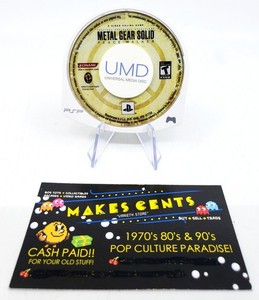 METAL GEAR SOLID
PEACE WALKER
KONAMI
UMD
UNIVERSAL MEDIA DISC
PSP
MAKES CENTS
"VARIETY STORE"
BUY • SELL • TRADE
CASH PAID!!
FOR YOUR OLD STUFF!
1970's 80's & 90's
POP CULTURE PARADISE!